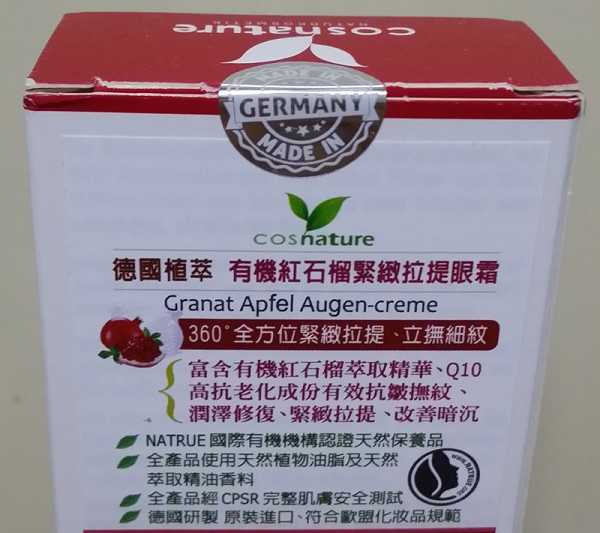 cosnature
NATURKOSMETIK
MADE IN
GERMANY
MADE IN
cosnature
德國植萃 有機紅石榴緊緻拉提眼霜
Granat Apfel Augen-creme
360°全方位緊緻拉提、立撫細紋
富含有機紅石榴萃取精華、Q10
高抗老化成份有效抗皺撫紋、
潤澤修復、緊緻拉提、改善暗沉
NATRUE 國際有機機構認證天然保養品
全產品使用天然植物油脂及天然
萃取精油香料
全產品經 CPSR 完整肌膚安全測試
德國研製 原裝進口、符合歐盟化妝品規範
www.NATRUE.org